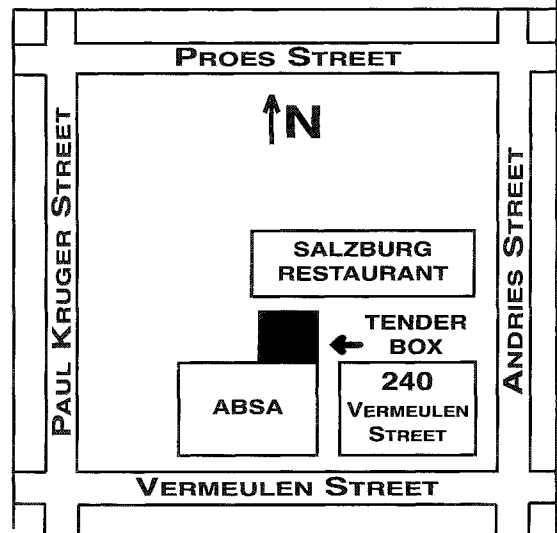 PROES STREET
N
PAUL KRUGER STREET
ANDRIES STREET
SALZBURG
RESTAURANT
TENDER
BOX
ABSA
240
VERMEULEN
STREET
VERMEULEN STREET